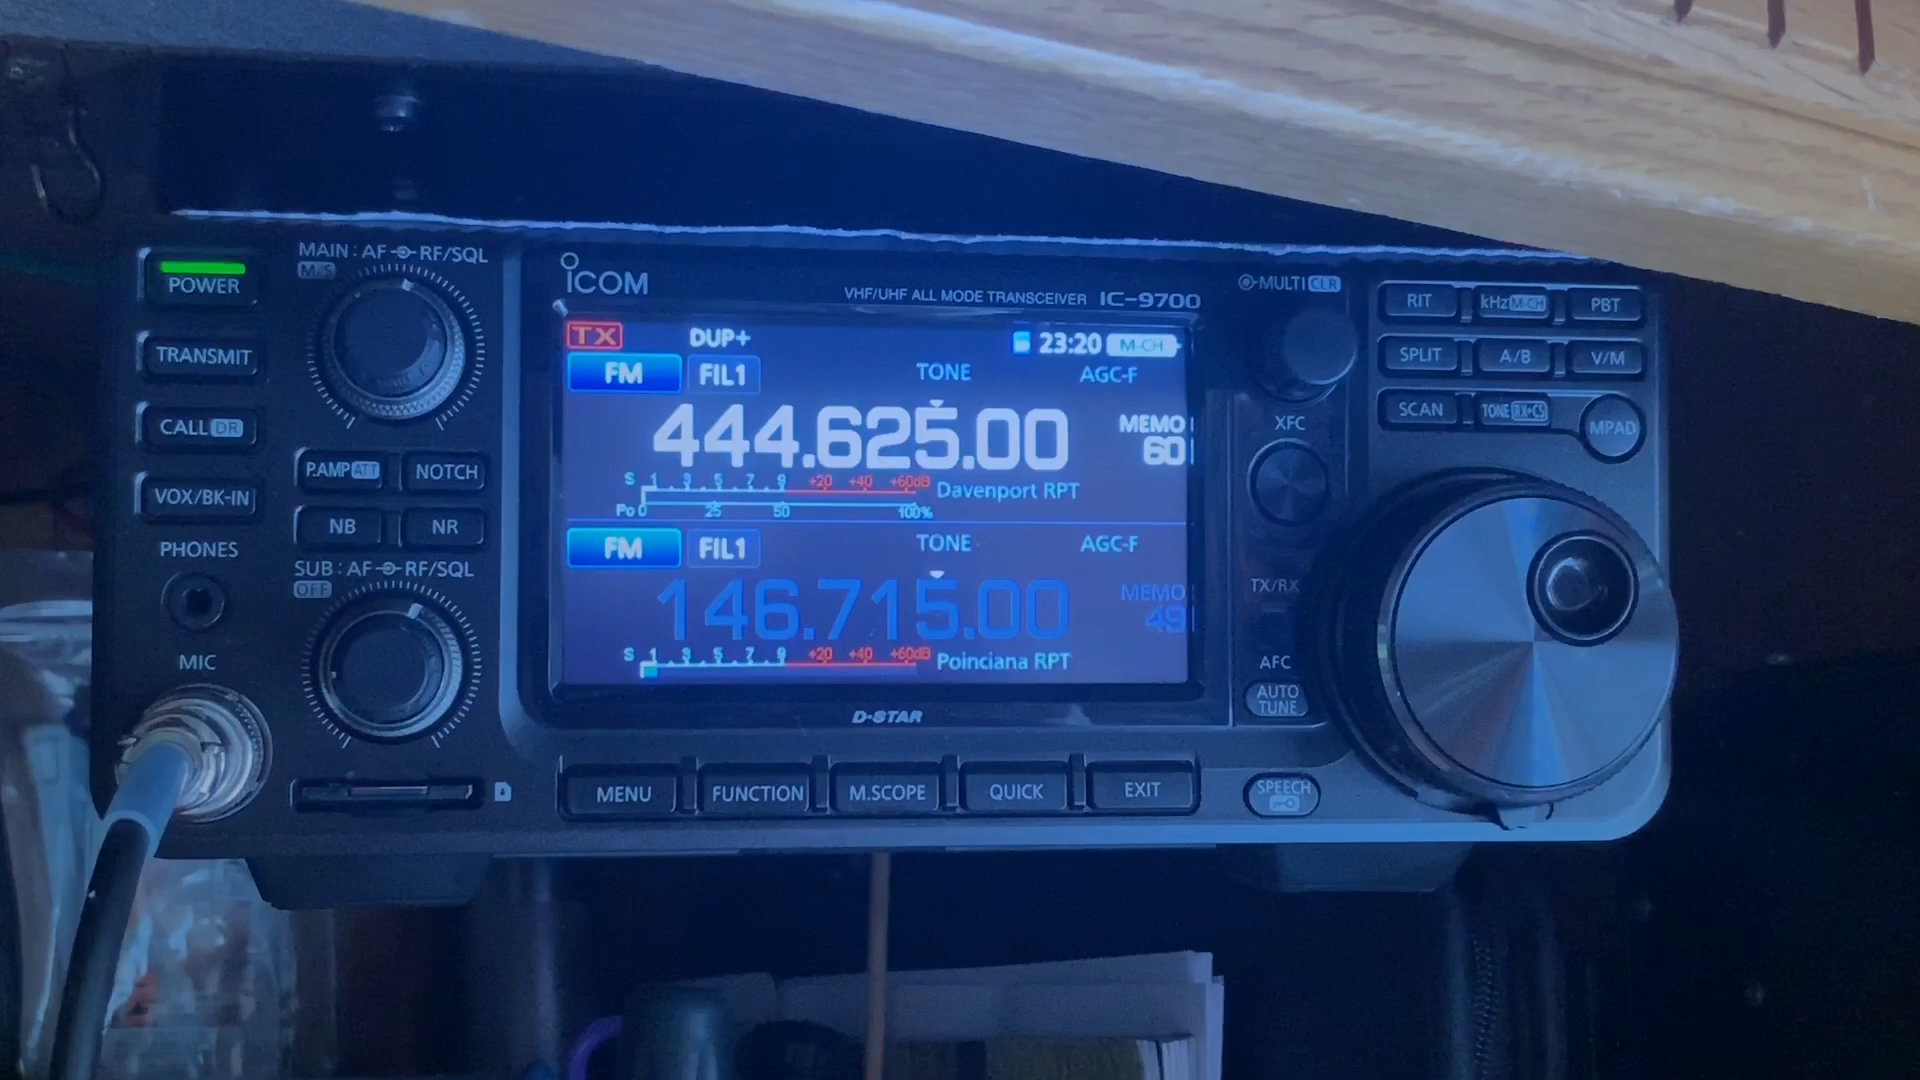 POWER
TRANSMIT
CALL DR
VOX/BK-IN
PHONES
MIC
MAIN : AF RF/SQL
M/S
P.AMP ATT
NOTCH
NB
NR
SUB : AF RF/SQL
OFF
ICOM
VHF/UHF ALL MODE TRANSCEIVER IC-9700
TX DUP+ 23:20 M-CH
FM FIL1 TONE AGC-F
444.625.00 MEMO
60
S 1 3 5 7 9 +20 +40 +60dB Davenport RPT
Po 0 25 50 100%
FM FIL1 TONE AGC-F
146.715.00 MEMO
49
S 1 3 5 7 9 +20 +40 +60dB Poinciana RPT
D-STAR
MENU
FUNCTION
M.SCOPE
QUICK
EXIT
MULTI CLR
XFC
TX/RX
AFC
AUTO
TUNE
SPEECH
RIT
kHz M-CH
PBT
SPLIT
A/B
V/M
SCAN
TONE RX→CS
MPAD